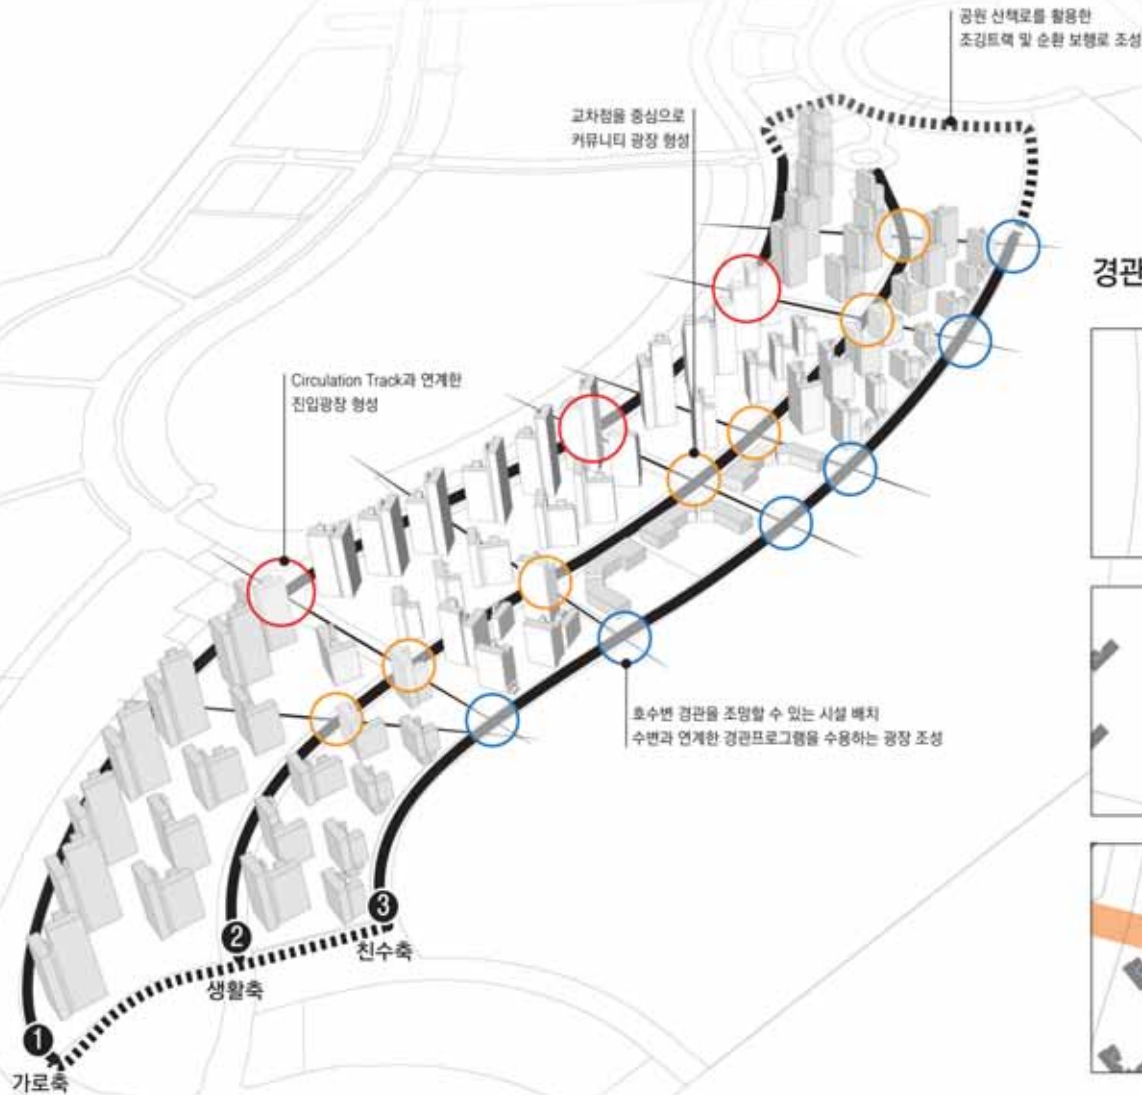 공원 산책로를 활용한
조깅트랙 및 순환 보행로 조성
교차점을 중심으로
커뮤니티 광장 형성
경관
Circulation Track과 연계한
진입광장 형성
호수변 경관을 조망할 수 있는 시설 배치
수변과 연계한 경관프로그램을 수용하는 광장 조성
3
친수축
2
생활축
1
가로축